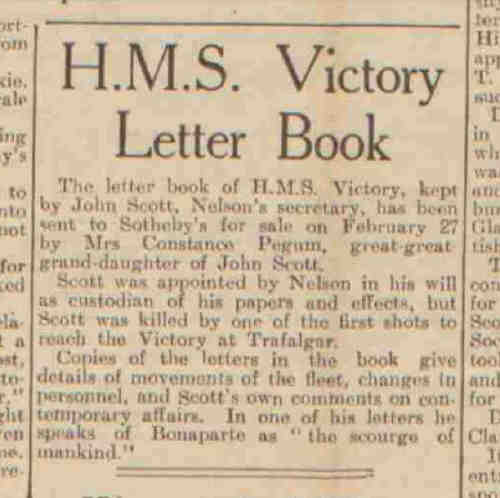 H.M.S. Victory
Letter Book
The letter book of H.M.S. Victory, kept
by John Scott, Nelson's secretary, has been
sent to Sotheby's for sale on February 27
by Mrs Constance Pegum, great-great
grand-daughter of John Scott.
Scott was appointed by Nelson in his will
as custodian of his papers and effects, but
Scott was killed by one of the first shots to
reach the Victory at Trafalgar.
Copies of the letters in the book give
details of movements of the fleet, changes in
personnel, and Scott's own comments on con-
temporary affairs. In one of his letters he
speaks of Bonaparte as "the scourge of
mankind."